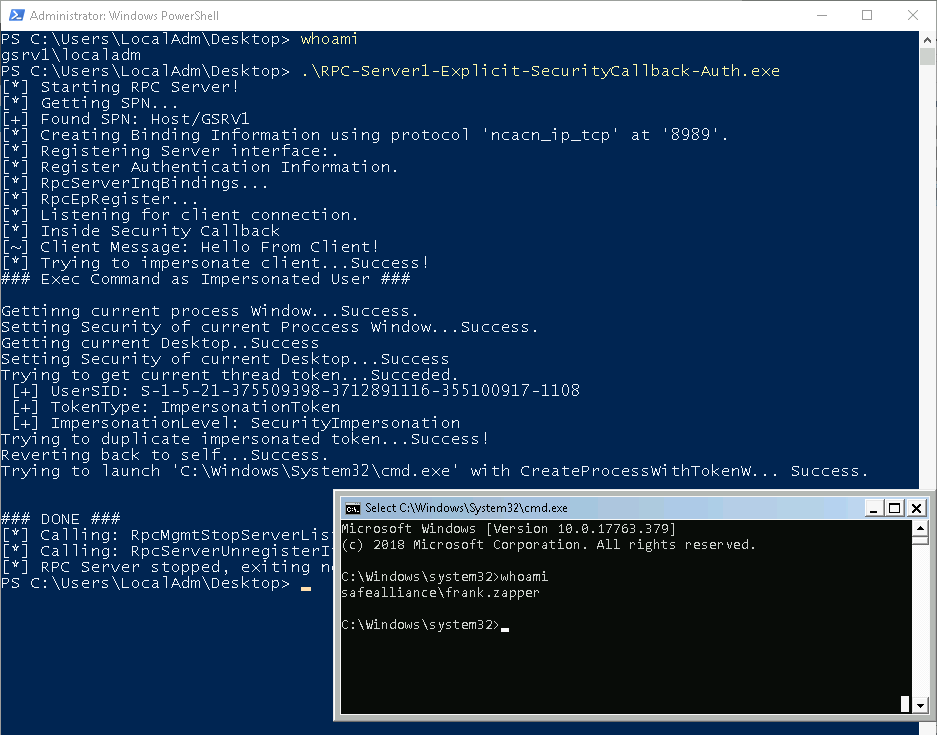 Administrator: Windows PowerShell
PS C:\Users\LocalAdm\Desktop> whoami
gsrv1\localadm
PS C:\Users\LocalAdm\Desktop> .\RPC-Server1-Explicit-SecurityCallback-Auth.exe
[*] Starting RPC Server!
[*] Getting SPN...
[+] Found SPN: Host/GSRV1
[*] Creating Binding Information using protocol 'ncacn_ip_tcp' at '8989'.
[*] Registering Server interface:.
[*] Register Authentication Information.
[*] RpcServerInqBindings...
[*] RpcEpRegister...
[*] Listening for client connection.
[*] Inside Security Callback
[~] Client Message: Hello From Client!
[*] Trying to impersonate client...Success!
### Exec Command as Impersonated User ###
Gettinng current process Window...Success.
Setting Security of current Proccess Window...Success.
Getting current Desktop..Success
Setting Security of current Desktop...Success
Trying to get current thread token...Succeded.
[+] UserSID: S-1-5-21-375509398-3712891116-355100917-1108
[+] TokenType: ImpersonationToken
[+] ImpersonationLevel: SecurityImpersonation
Trying to duplicate impersonated token...Success!
Reverting back to self...Success.
Trying to launch 'C:\Windows\System32\cmd.exe' with CreateProcessWithTokenW... Success.
### DONE ###
[*] Calling: RpcMgmtStopServerLis
[*] Calling: RpcServerUnregisterI
[*] RPC Server stopped, exiting n
PS C:\Users\LocalAdm\Desktop>
Select C:\Windows\System32\cmd.exe
Microsoft Windows [Version 10.0.17763.379]
(c) 2018 Microsoft Corporation. All rights reserved.
C:\Windows\system32>whoami
safealliance\frank.zapper
C:\Windows\system32>